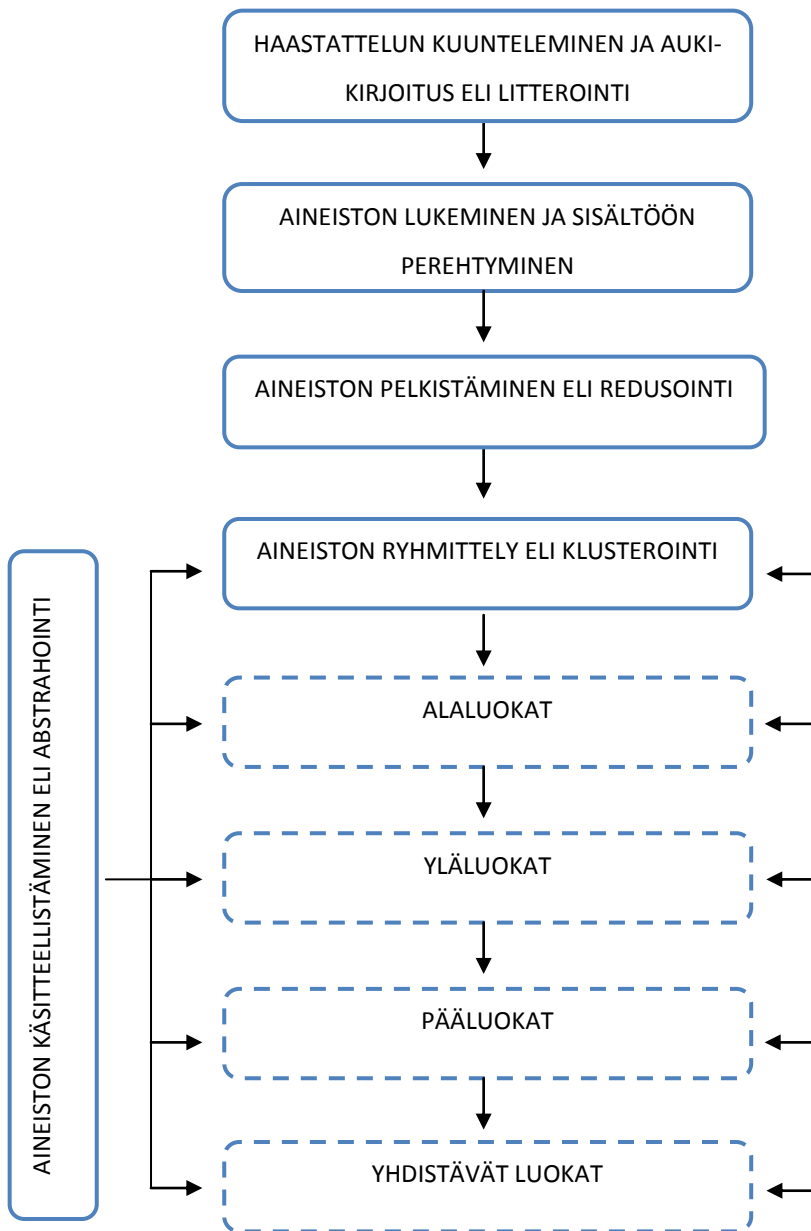 HAASTATTELUN KUUNTELEMINEN JA AUKI-
KIRJOITUS ELI LITTEROINTI
AINEISTON LUKEMINEN JA SISÄLTÖÖN
PEREHTYMINEN
AINEISTON PELKISTÄMINEN ELI REDUSOINTI
AINEISTON RYHMITTELY ELI KLUSTEROINTI
AINEISTON KÄSITTEELLISTÄMINEN ELI ABSTRAHOINTI
ALALUOKAT
YLÄLUOKAT
PÄÄLUOKAT
YHDISTÄVÄT LUOKAT